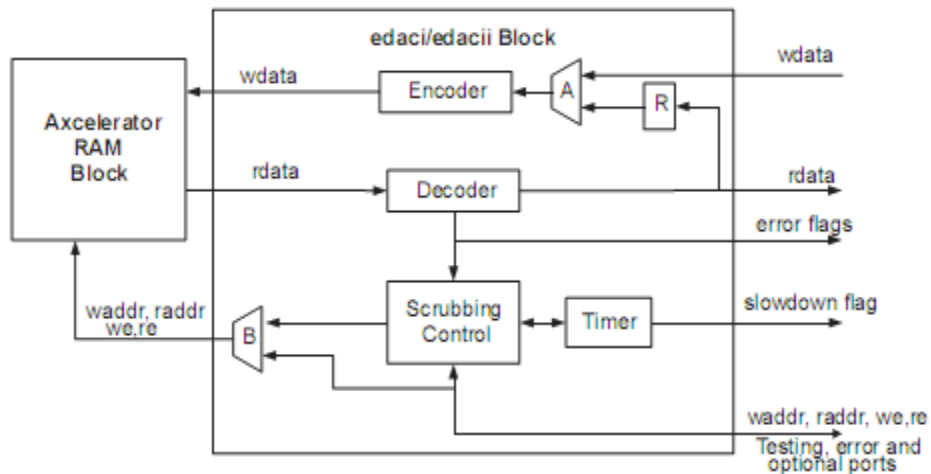 edaci/edacii Block
wdata
wdata
Encoder
A
R
Axcelerator
RAM
Block
rdata
Decoder
rdata
error flags
waddr, raddr
we,re
B
Scrubbing
Control
Timer
slowdown flag
waddr, raddr, we,re
Testing, error and
optional ports